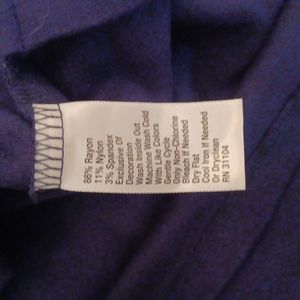 86% Rayon
11% Nylon
3% Spandex
Exclusive Of
Decoration
Wash Inside Out
Machine Wash Cold
With Like Colors
Gentle Cycle
Only Non-Chlorine
Bleach If Needed
Dry Flat
Cool Iron If Needed
Or Dryclean
RN 31104